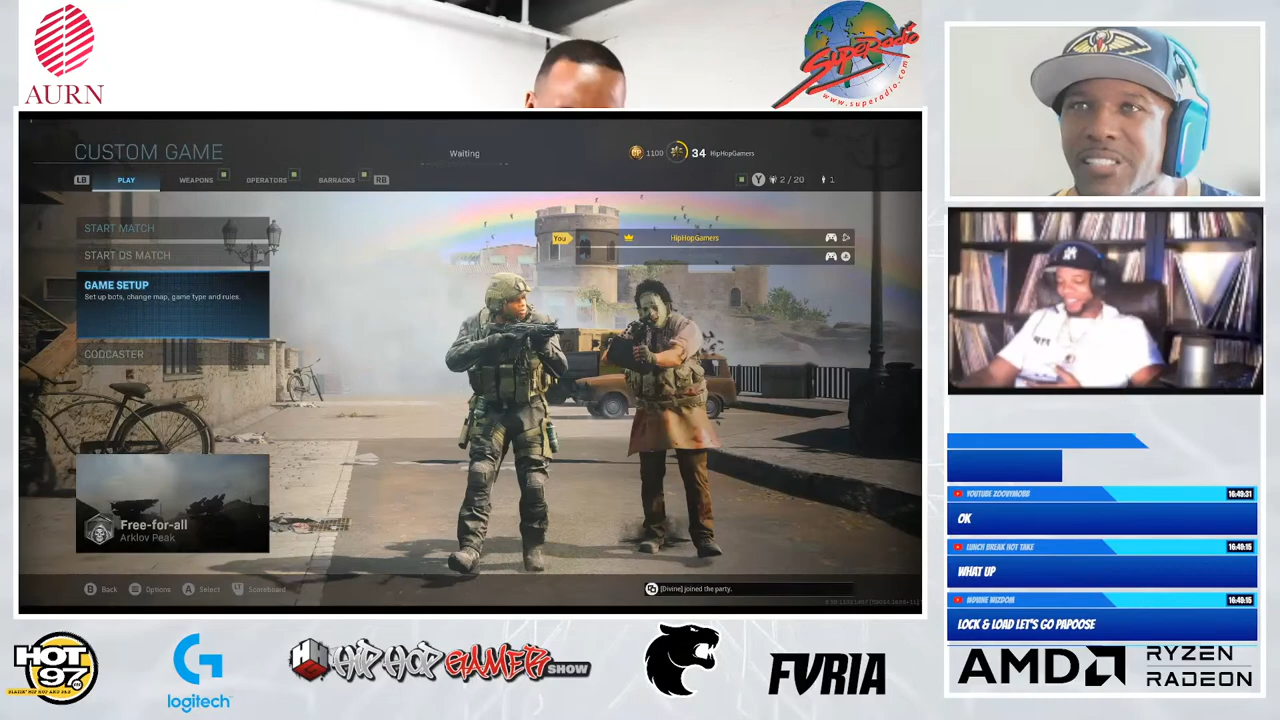 AURN
SUPERADIO
www.superadio.com
CUSTOM GAME
Waiting
1100
34
HipHopGamers
LB
PLAY
WEAPONS
OPERATORS
BARRACKS
RB
Y
2 / 20
1
START MATCH
START DS MATCH
GAME SETUP
Set up bots, change map, game type and rules.
CODCASTER
You
HipHopGamers
Free-for-all
Arklov Peak
B Back
Options
A Select
LT Scoreboard
[Divine] joined the party.
YOUTUBE ZOOVYMOBB
16:49:31
OK
LUNCH BREAK HOT TAKE
16:49:15
WHAT UP
MDVINE WIZDOM
16:49:15
LOCK & LOAD LET'S GO PAPOOSE
HOT
97
logitech
HIP HOP GAMER SHOW
FVRIA
AMD
RYZEN
RADEON